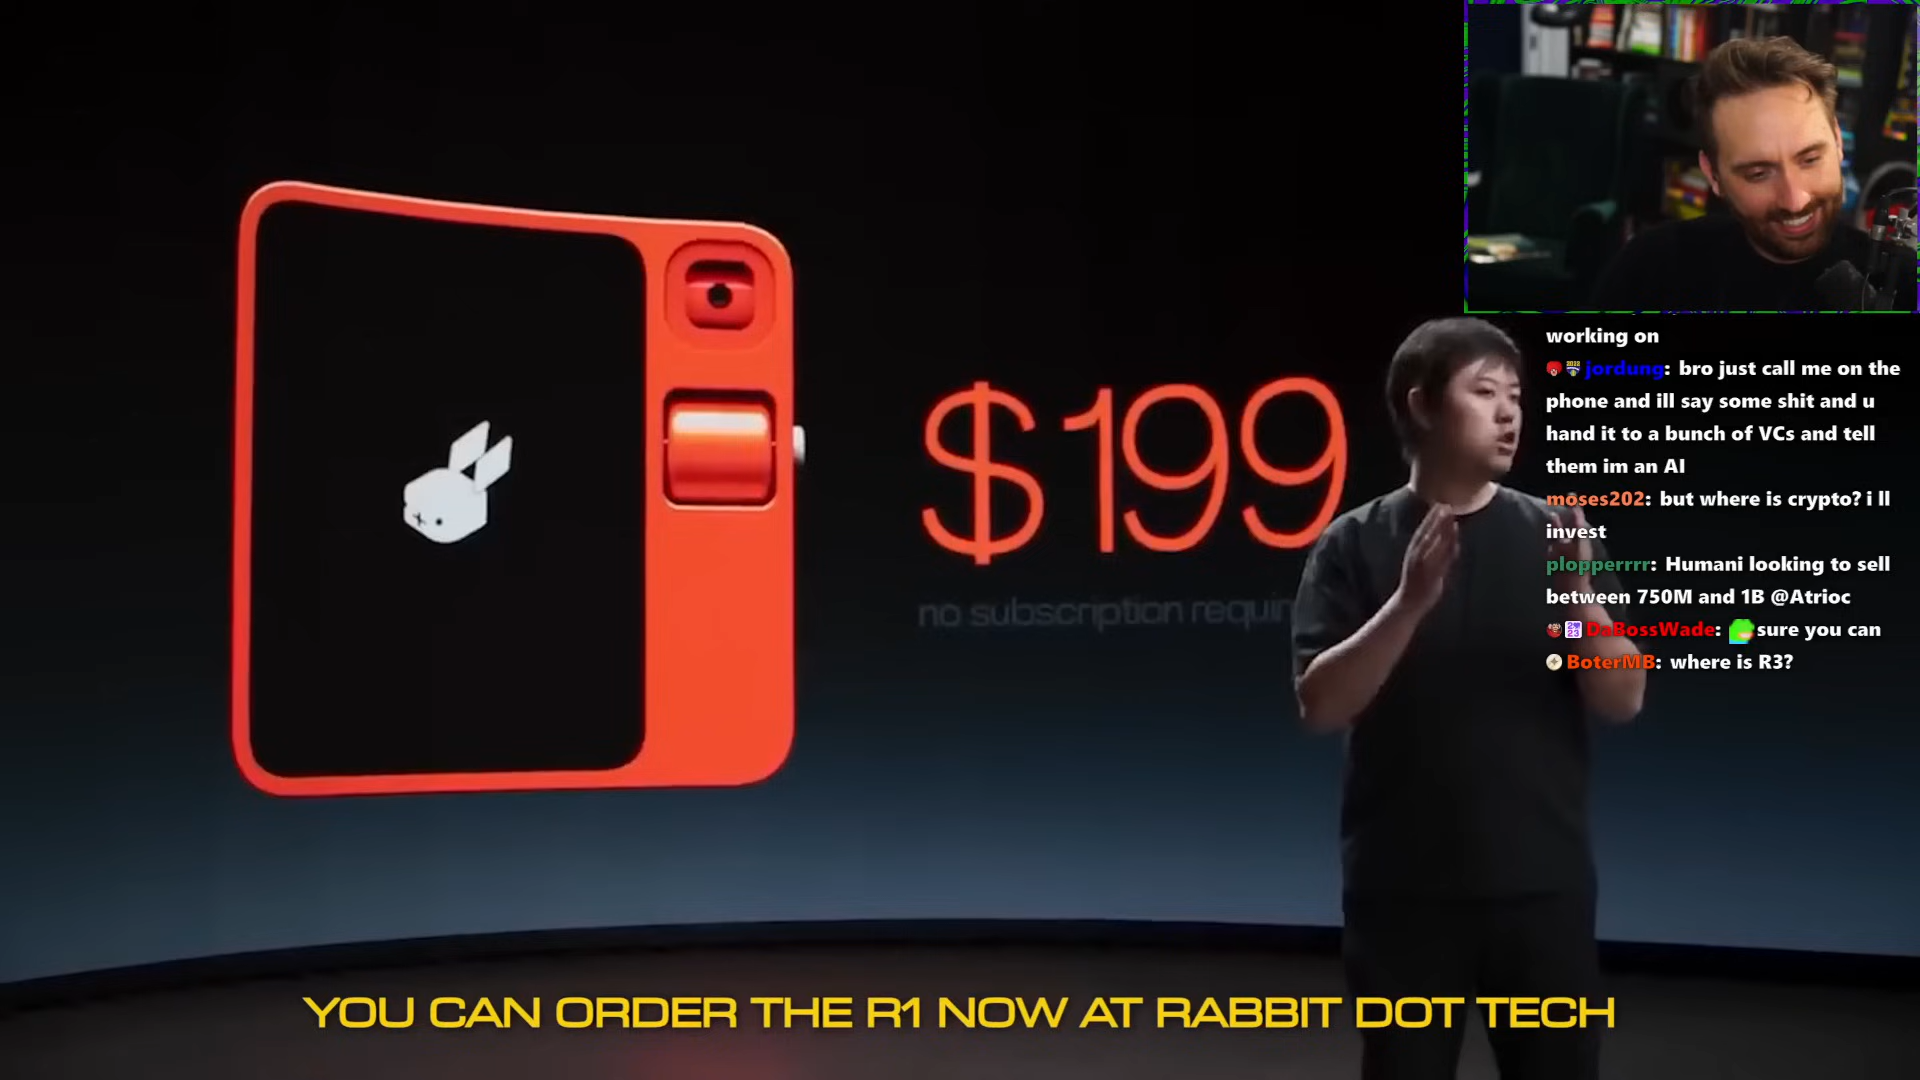 $199
no subscription requir
working on
jordung: bro just call me on the
phone and ill say some shit and u
hand it to a bunch of VCs and tell
them im an AI
moses202: but where is crypto? i ll
invest
plopperrrr: Humani looking to sell
between 750M and 1B @Atrioc
DaBossWade: sure you can
BoterMB: where is R3?
YOU CAN ORDER THE R1 NOW AT RABBIT DOT TECH